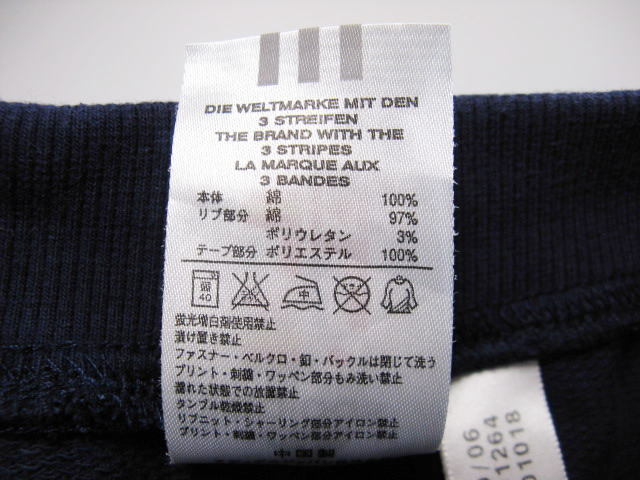 DIE WELTMARKE MIT DEN
3 STREIFEN
THE BRAND WITH THE
3 STRIPES
LA MARQUE AUX
3 BANDES
本体 綿 100%
リブ部分 綿 97%
ポリウレタン 3%
テープ部分 ポリエステル 100%
40 中
蛍光増白剤使用禁止
漬け置き禁止
ファスナー・ベルクロ・釦・バックルは閉じて洗う
プリント・刺繍・ワッペン部分もみ洗い禁止
濡れた状態での放置禁止
タンブル乾燥禁止
リブニット・シャーリング部分アイロン禁止
プリント・刺繍・ワッペン部分アイロン禁止
中国製
/06
1264
01018